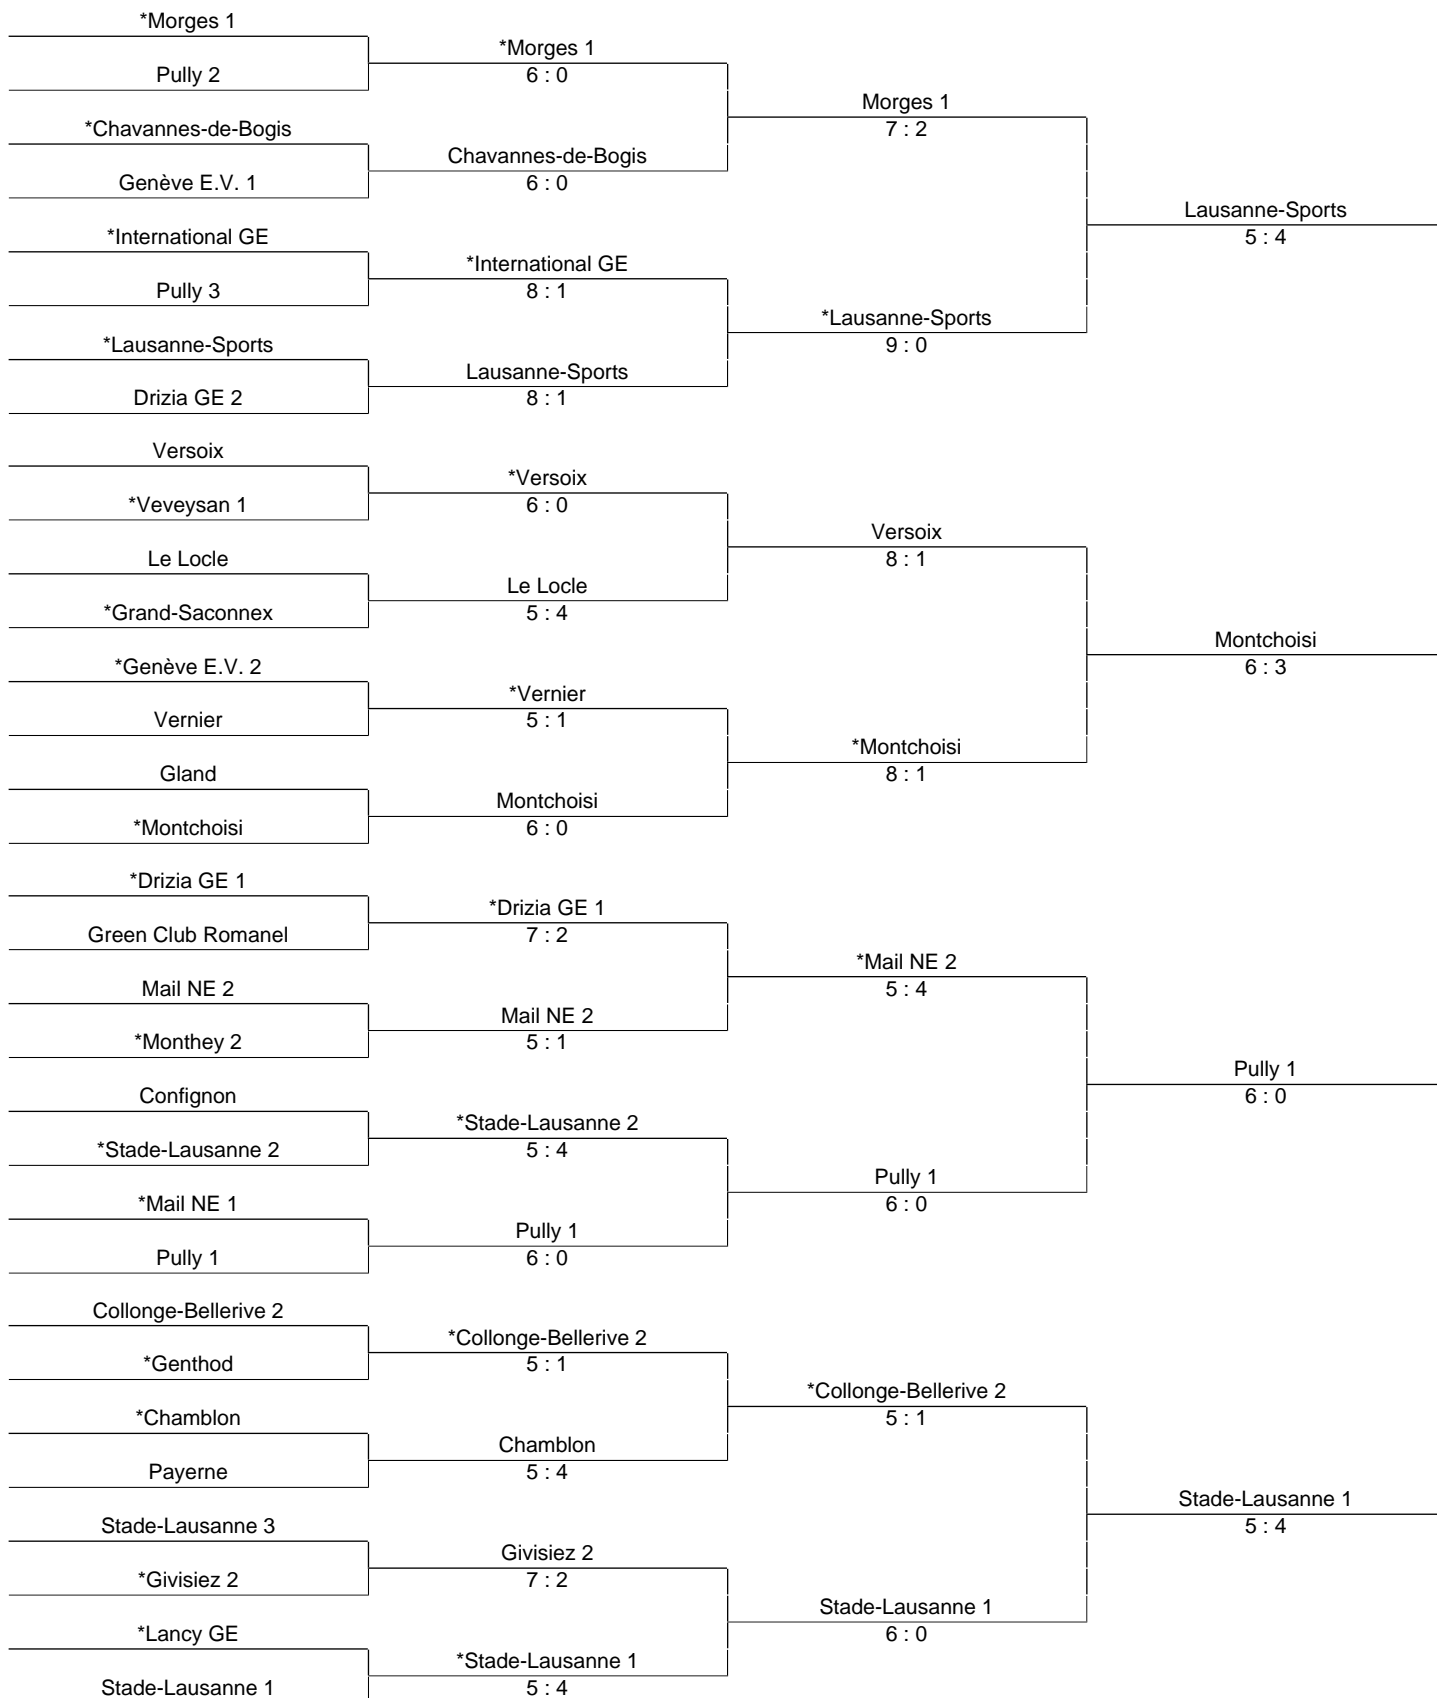 *Morges 1
Pully 2
*Chavannes-de-Bogis
Genève E.V. 1
*International GE
Pully 3
*Lausanne-Sports
Drizia GE 2
Versoix
*Veveysan 1
Le Locle
*Grand-Saconnex
*Genève E.V. 2
Vernier
Gland
*Montchoisi
*Drizia GE 1
Green Club Romanel
Mail NE 2
*Monthey 2
Confignon
*Stade-Lausanne 2
*Mail NE 1
Pully 1
Collonge-Bellerive 2
*Genthod
*Chamblon
Payerne
Stade-Lausanne 3
*Givisiez 2
*Lancy GE
Stade-Lausanne 1
*Morges 1
6 : 0
Chavannes-de-Bogis
6 : 0
*International GE
8 : 1
Lausanne-Sports
8 : 1
*Versoix
6 : 0
Le Locle
5 : 4
*Vernier
5 : 1
Montchoisi
6 : 0
*Drizia GE 1
7 : 2
Mail NE 2
5 : 1
*Stade-Lausanne 2
5 : 4
Pully 1
6 : 0
*Collonge-Bellerive 2
5 : 1
Chamblon
5 : 4
Givisiez 2
7 : 2
*Stade-Lausanne 1
5 : 4
Morges 1
7 : 2
*Lausanne-Sports
9 : 0
Versoix
8 : 1
*Montchoisi
8 : 1
*Mail NE 2
5 : 4
Pully 1
6 : 0
*Collonge-Bellerive 2
5 : 1
Stade-Lausanne 1
6 : 0
Lausanne-Sports
5 : 4
Montchoisi
6 : 3
Pully 1
6 : 0
Stade-Lausanne 1
5 : 4